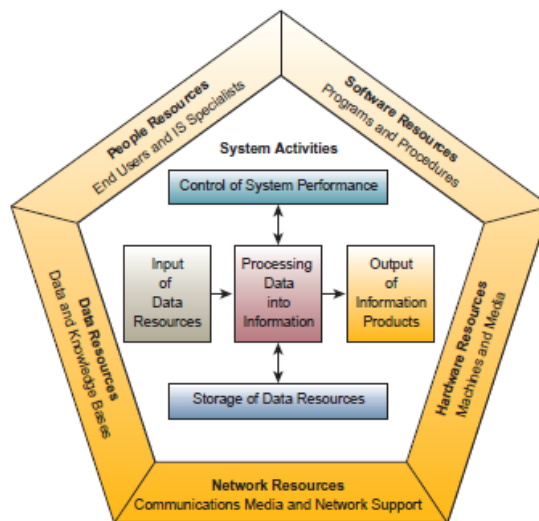 People Resources
End Users and IS Specialists
Software Resources
Programs and Procedures
System Activities
Control of System Performance
Input
of
Data
Resources
Processing
Data
into
Information
Output
of
Information
Products
Storage of Data Resources
Data Resources
Data and Knowledge Bases
Hardware Resources
Machines and Media
Network Resources
Communications Media and Network Support